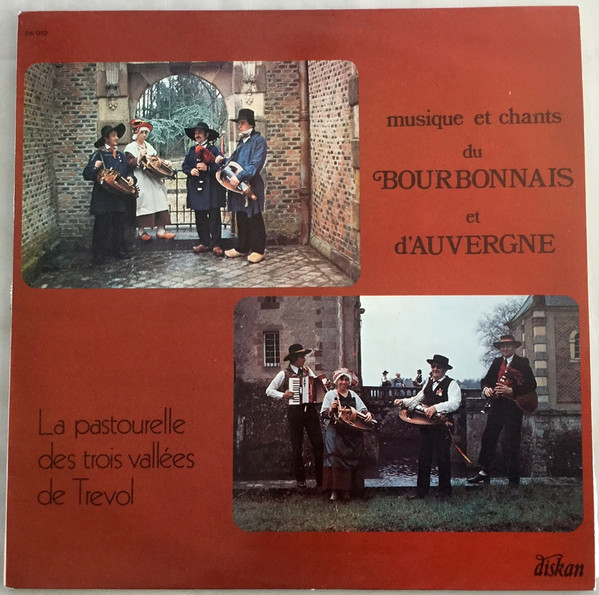 musique et chants
du
BOURBONNAIS
et
d'AUVERGNE
La pastourelle
des trois vallées
de Trevol
diskan